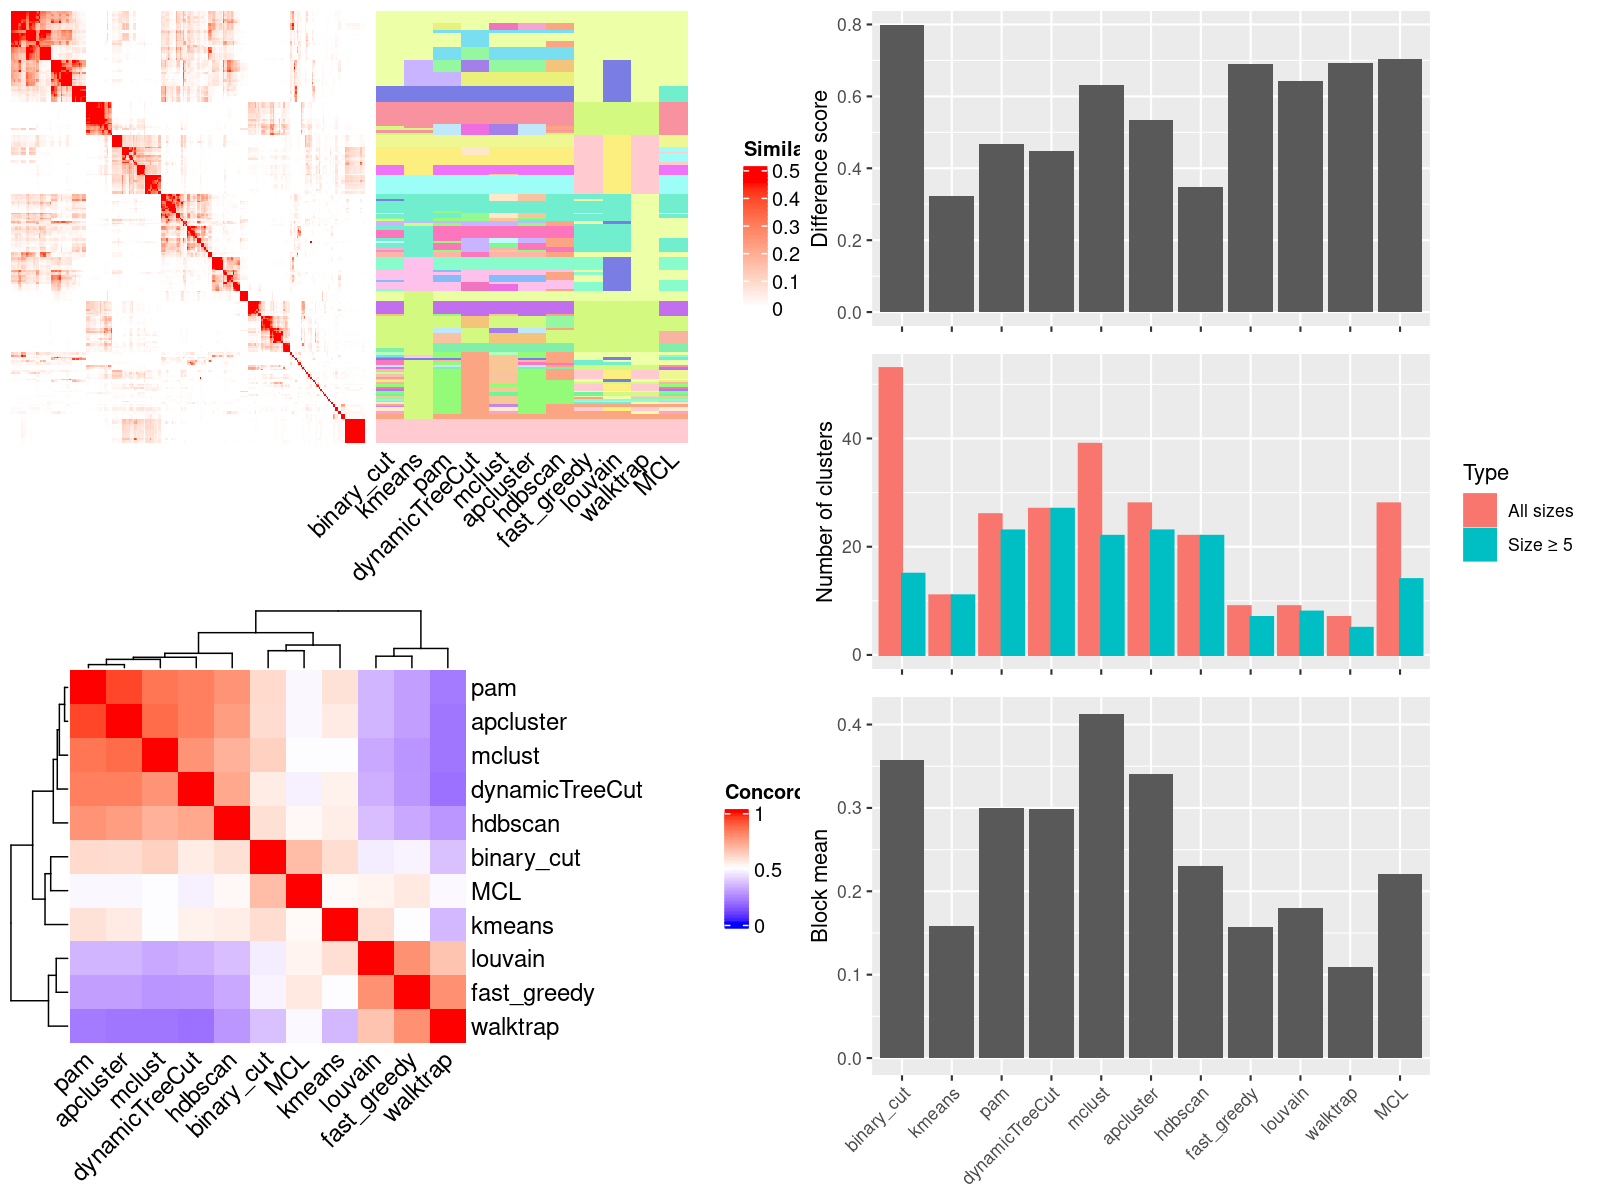 Simila
0.5
0.4
0.3
0.2
0.1
0
binary_cut
kmeans
pam
dynamicTreeCut
mclust
apcluster
hdbscan
fast_greedy
louvain
walktrap
MCL
Difference score
0.8
0.6
0.4
0.2
0.0
Number of clusters
40
20
0
Type
All sizes
Size ≥ 5
pam
apcluster
mclust
dynamicTreeCut
hdbscan
binary_cut
MCL
kmeans
louvain
fast_greedy
walktrap
pam
apcluster
mclust
dynamicTreeCut
hdbscan
binary_cut
MCL
kmeans
louvain
fast_greedy
walktrap
Concord
1
0.5
0
Block mean
0.4
0.3
0.2
0.1
0.0
binary_cut
kmeans
pam
dynamicTreeCut
mclust
apcluster
hdbscan
fast_greedy
louvain
walktrap
MCL